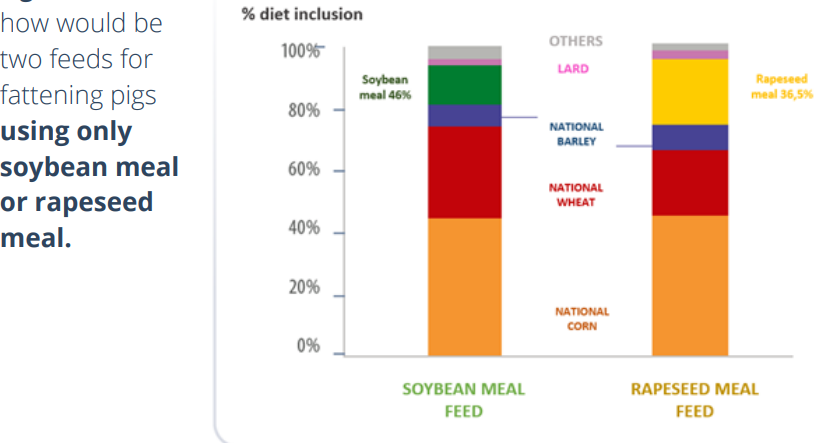 how would be
two feeds for
fattening pigs
using only
soybean meal
or rapeseed
meal.
% diet inclusion
100%
80%
60%
40%
20%
0%
Soybean
meal 46%
OTHERS
LARD
NATIONAL
BARLEY
NATIONAL
WHEAT
NATIONAL
CORN
Rapeseed
meal 36,5%
SOYBEAN MEAL
FEED
RAPESEED MEAL
FEED